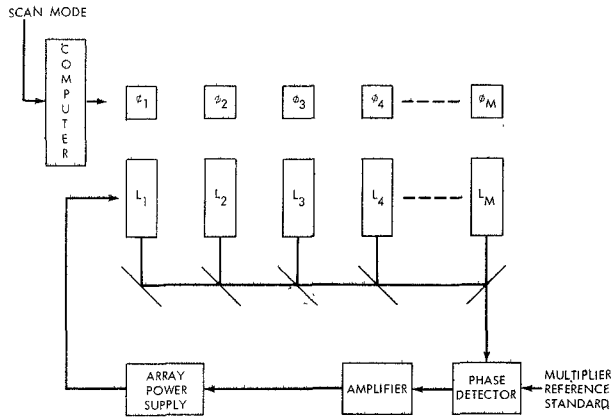 SCAN MODE
COMPUTER
φ1 φ2 φ3 φ4 φM
L1 L2 L3 L4 LM
ARRAY
POWER
SUPPLY
AMPLIFIER
PHASE
DETECTOR
MULTIPLIER
REFERENCE
STANDARD